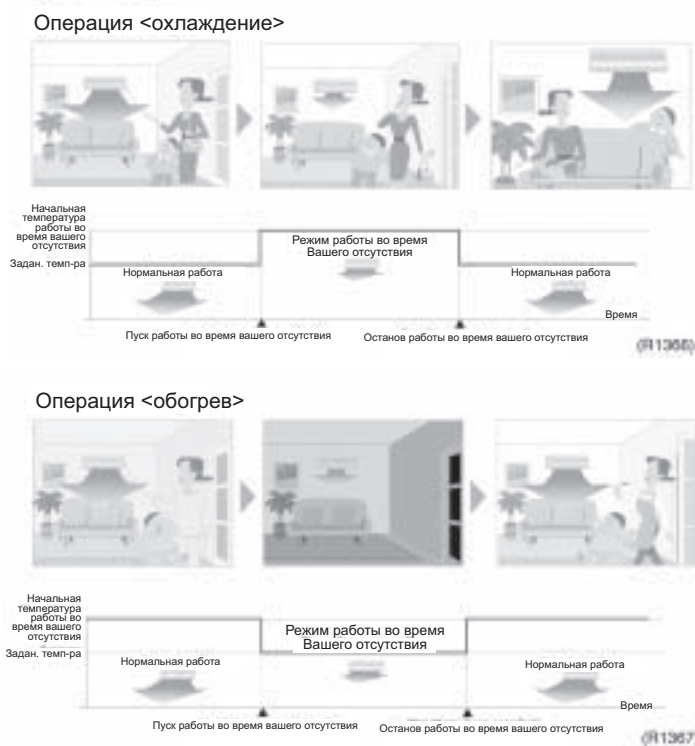 Операция <охлаждение>
Начальная
температура
работы во
время вашего
отсутствия
Режим работы во время
Вашего отсутствия
Задан. темп-ра
Нормальная работа
Нормальная работа
Время
Пуск работы во время вашего отсутствия
Останов работы во время вашего отсутствия
(R1366)
Операция <обогрев>
Начальная
температура
работы во
время вашего
отсутствия
Режим работы во время
Вашего отсутствия
Задан. темп-ра
Нормальная работа
Нормальная работа
Время
Пуск работы во время вашего отсутствия
Останов работы во время вашего отсутствия
(R1367